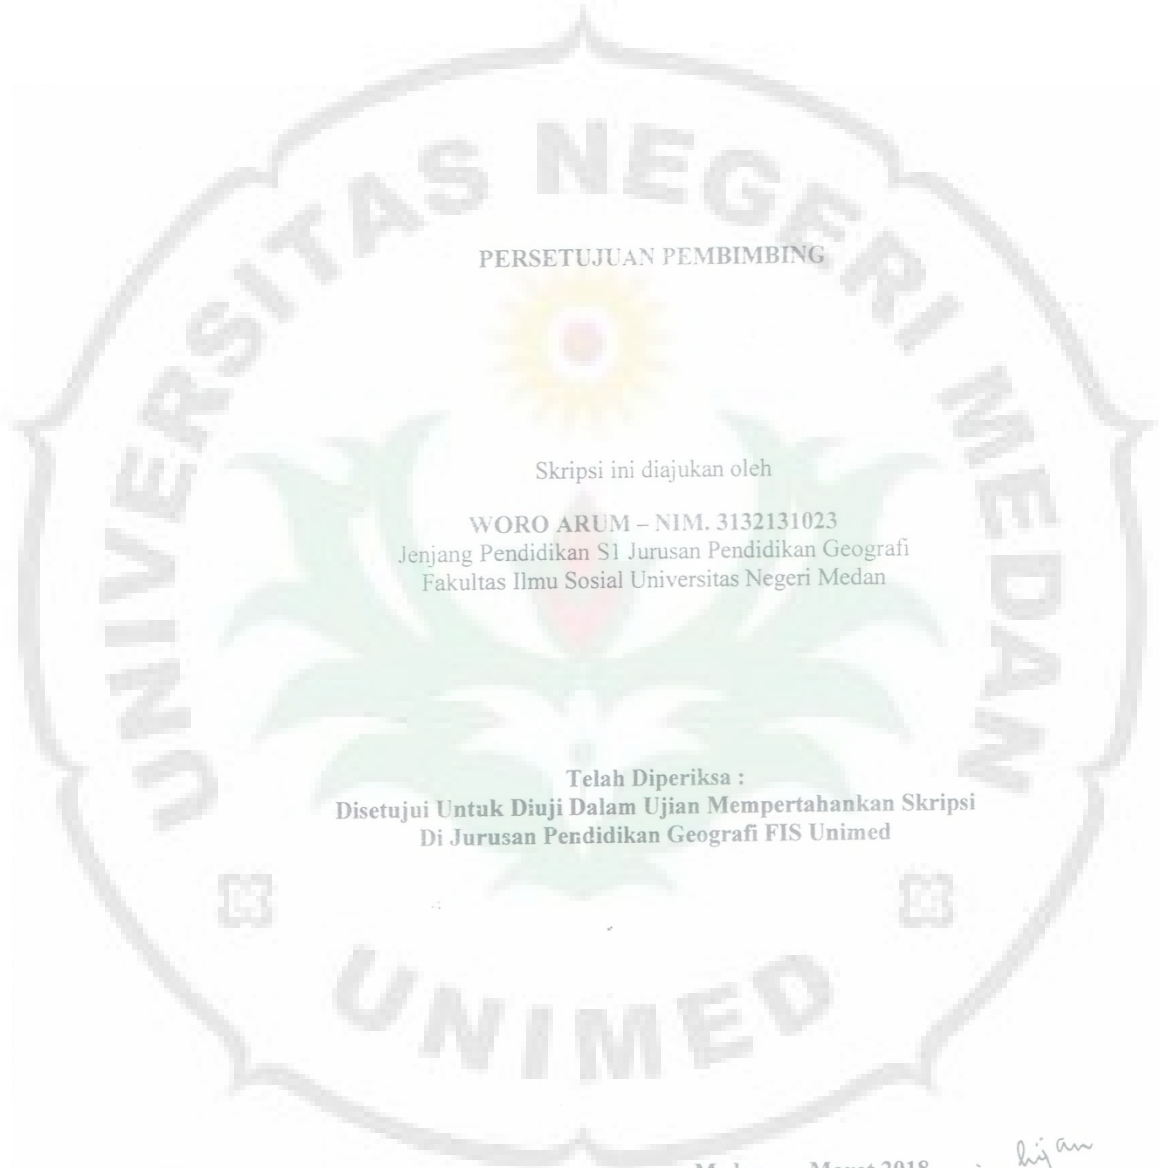 UNIVERSITAS NEGERI MEDAN
PERSETUJUAN PEMBIMBING
Skripsi ini diajukan oleh
WORO ARUM – NIM. 3132131023
Jenjang Pendidikan S1 Jurusan Pendidikan Geografi
Fakultas Ilmu Sosial Universitas Negeri Medan
Telah Diperiksa :
Disetujui Untuk Diuji Dalam Ujian Mempertahankan Skripsi
Di Jurusan Pendidikan Geografi FIS Unimed
UNIMED
Maret 2018